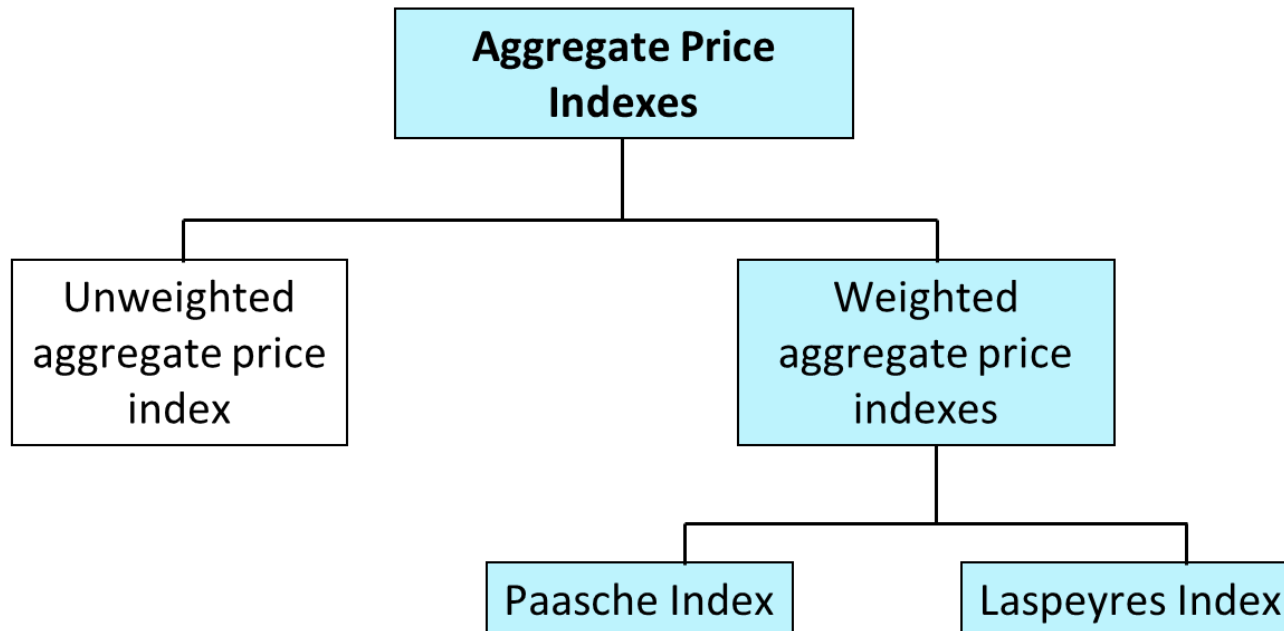 Aggregate Price
Indexes
Unweighted
aggregate price
index
Weighted
aggregate price
indexes
Paasche Index
Laspeyres Index